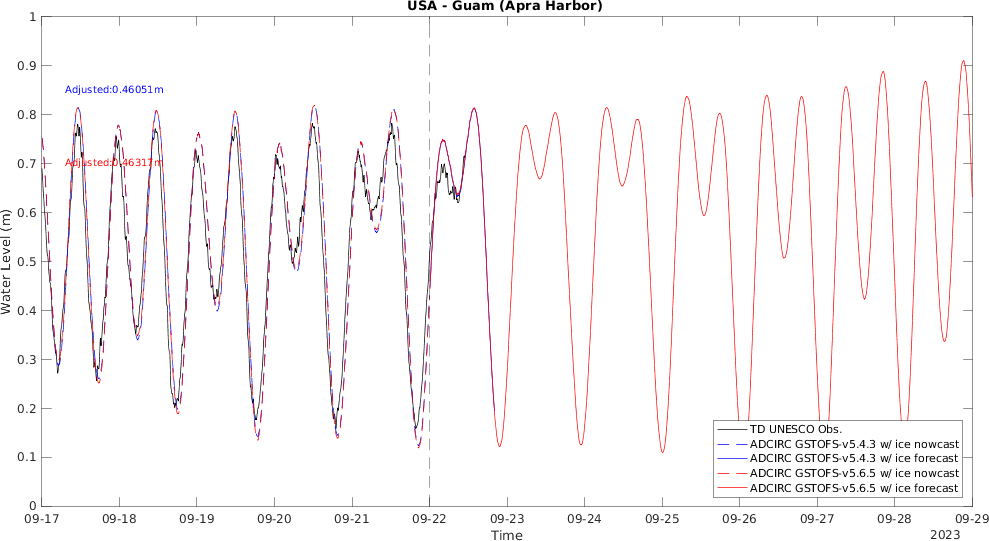 USA - Guam (Apra Harbor)
1
0.9
0.8
0.7
0.6
0.5
0.4
0.3
0.2
0.1
0
Water Level (m)
Adjusted:0.46051m
Adjusted:0.46317m
TD UNESCO Obs.
ADCIRC GSTOFS-v5.4.3 w/ ice nowcast
ADCIRC GSTOFS-v5.4.3 w/ ice forecast
ADCIRC GSTOFS-v5.6.5 w/ ice nowcast
ADCIRC GSTOFS-v5.6.5 w/ ice forecast
09-17 09-18 09-19 09-20 09-21 09-22 09-23 09-24 09-25 09-26 09-27 09-28 09-29
Time
2023